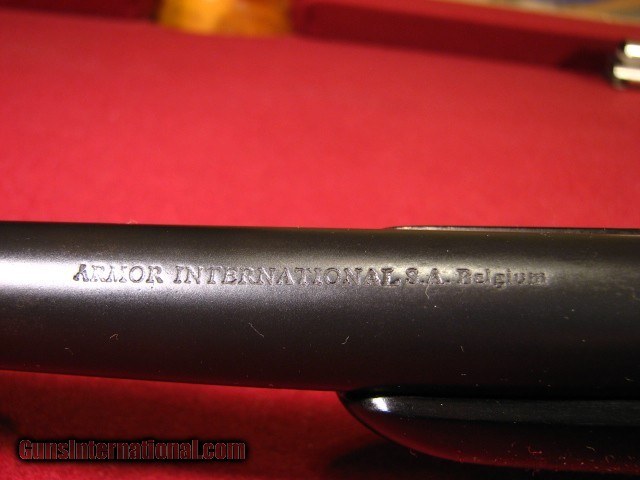 ARMOR INTERNATIONAL S.A. Belgium
GunsInternational.com